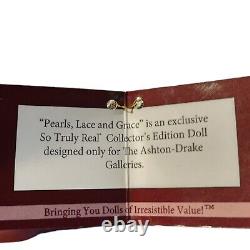 "Pearls, Lace and Grace" is an exclusive
So Truly Real® Collector's Edition Doll
designed only for The Ashton-Drake
Galleries.
Bringing You Dolls of Irresistible Value!™
ebay